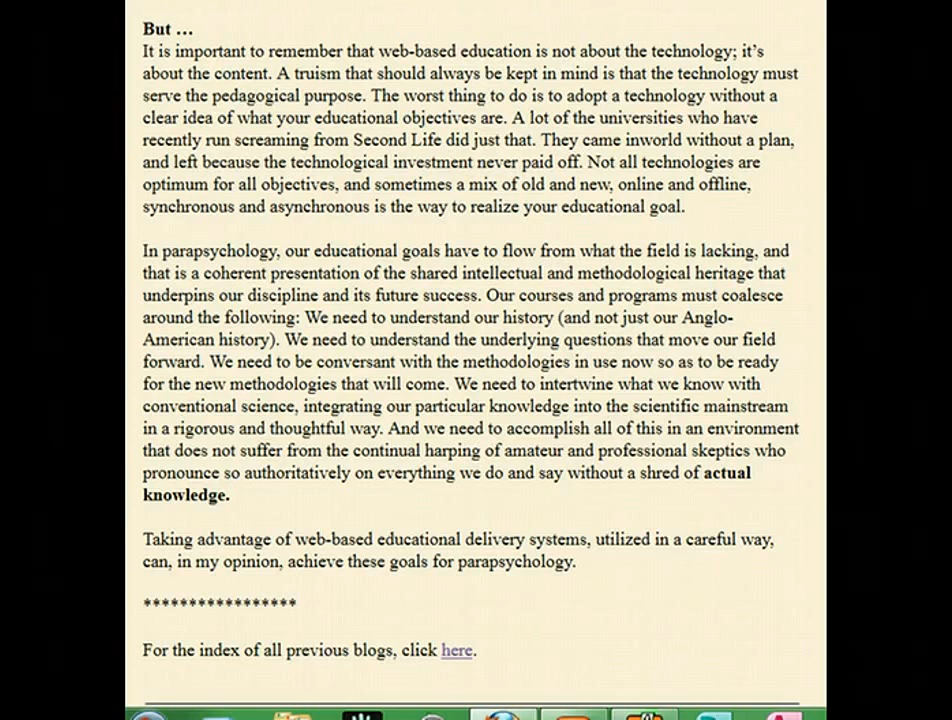 But ...
It is important to remember that web-based education is not about the technology; it's
about the content. A truism that should always be kept in mind is that the technology must
serve the pedagogical purpose. The worst thing to do is to adopt a technology without a
clear idea of what your educational objectives are. A lot of the universities who have
recently run screaming from Second Life did just that. They came inworld without a plan,
and left because the technological investment never paid off. Not all technologies are
optimum for all objectives, and sometimes a mix of old and new, online and offline,
synchronous and asynchronous is the way to realize your educational goal.
In parapsychology, our educational goals have to flow from what the field is lacking, and
that is a coherent presentation of the shared intellectual and methodological heritage that
underpins our discipline and its future success. Our courses and programs must coalesce
around the following: We need to understand our history (and not just our Anglo-
American history). We need to understand the underlying questions that move our field
forward. We need to be conversant with the methodologies in use now so as to be ready
for the new methodologies that will come. We need to intertwine what we know with
conventional science, integrating our particular knowledge into the scientific mainstream
in a rigorous and thoughtful way. And we need to accomplish all of this in an environment
that does not suffer from the continual harping of amateur and professional skeptics who
pronounce so authoritatively on everything we do and say without a shred of actual
knowledge.
Taking advantage of web-based educational delivery systems, utilized in a careful way,
can, in my opinion, achieve these goals for parapsychology.
*****************
For the index of all previous blogs, click here.